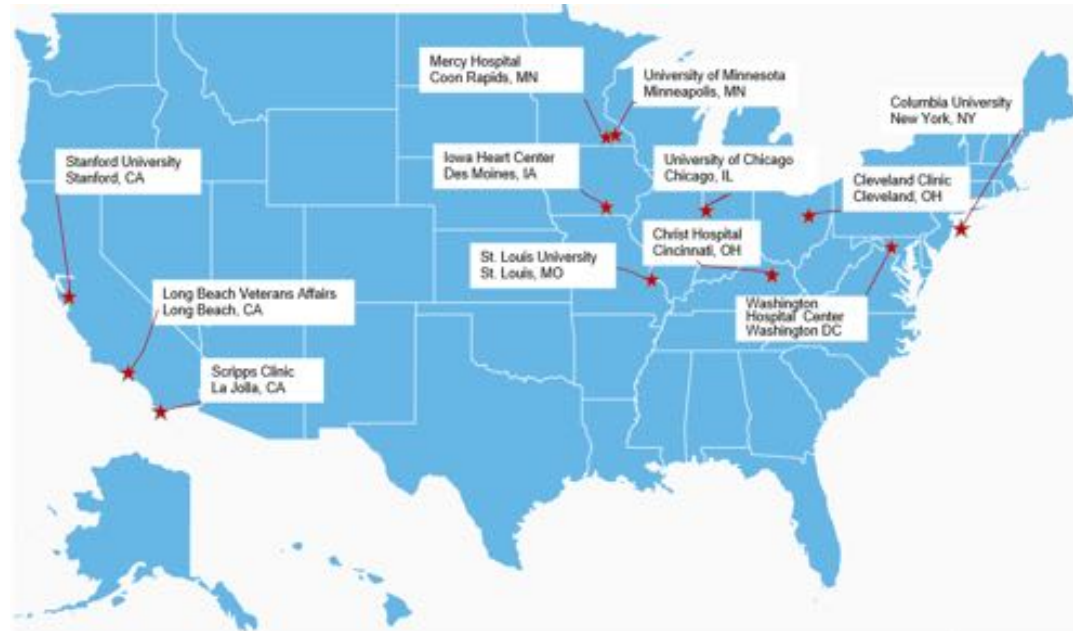 Mercy Hospital
Coon Rapids, MN
University of Minnesota
Minneapolis, MN
Columbia University
New York, NY
Stanford University
Stanford, CA
Iowa Heart Center
Des Moines, IA
University of Chicago
Chicago, IL
Cleveland Clinic
Cleveland, OH
Christ Hospital
Cincinnati, OH
St. Louis University
St. Louis, MO
Long Beach Veterans Affairs
Long Beach, CA
Washington
Hospital Center
Washington DC
Scripps Clinic
La Jolla, CA